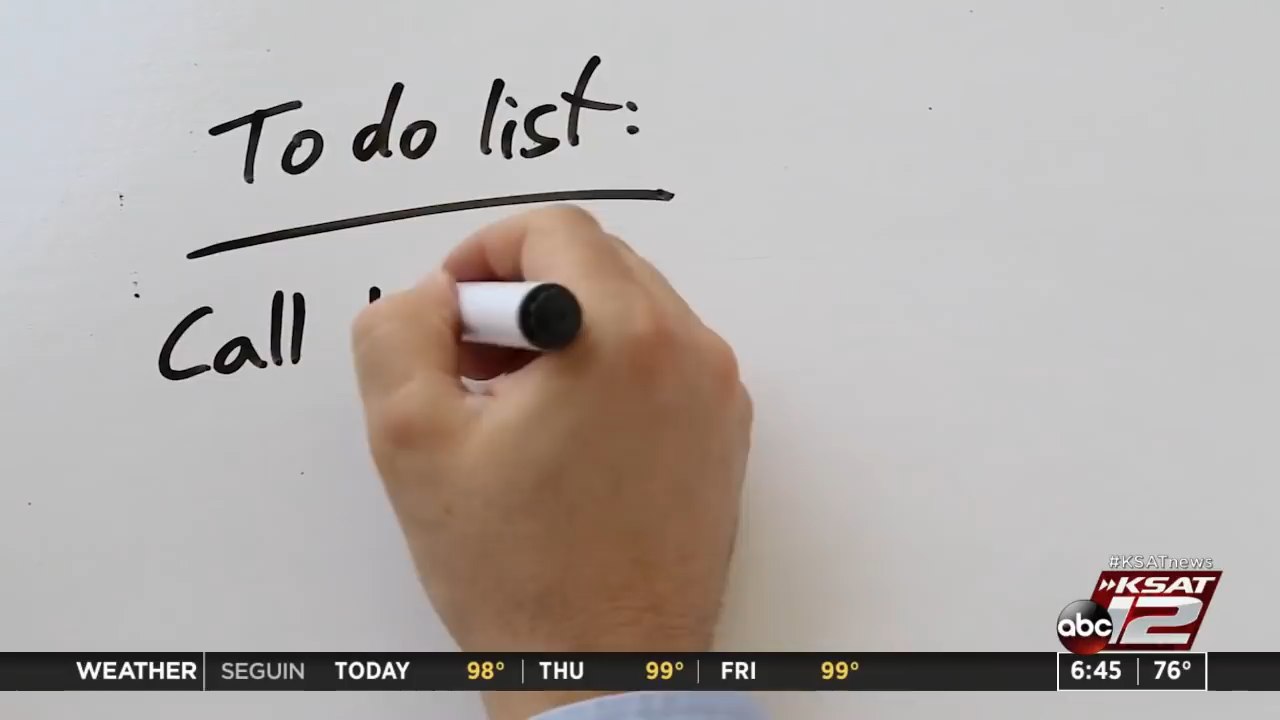 To do list:
Call
#KSATnews
KSAT
abc 12
WEATHER SEGUIN TODAY 98° THU 99° FRI 99° 6:45 76°